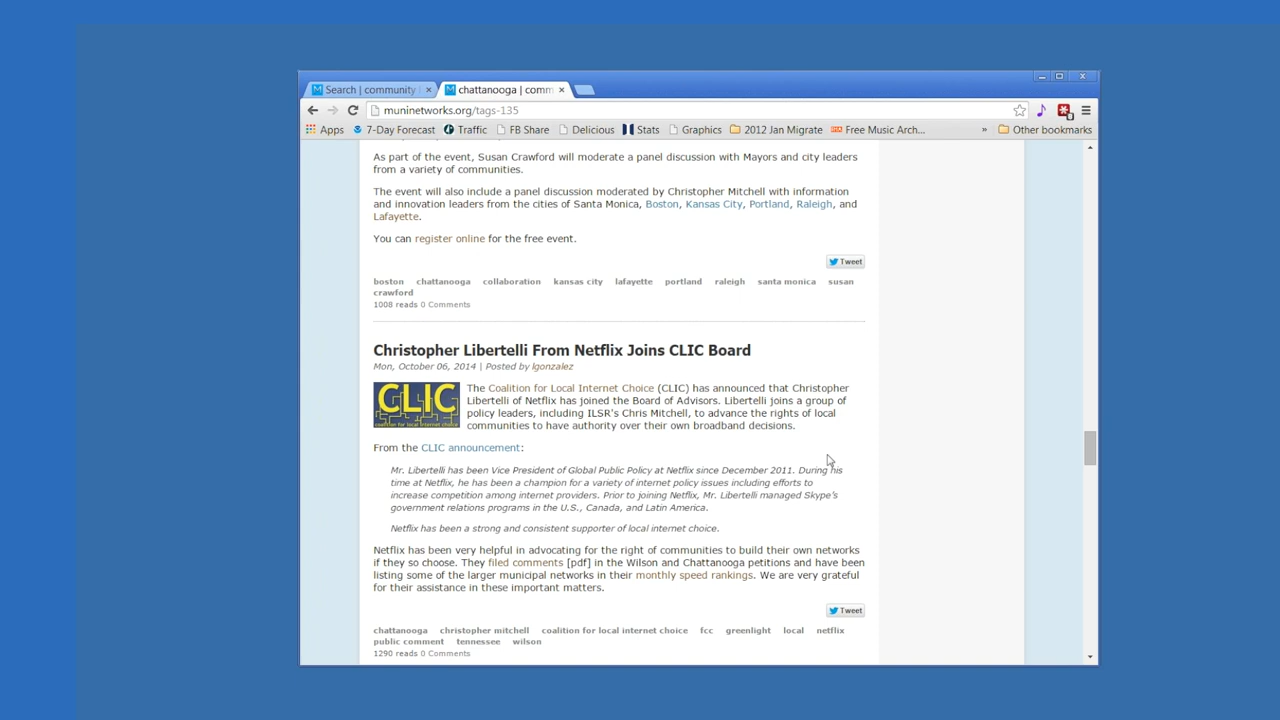 Search | community
chattanooga | comm
muninetworks.org/tags-135
Apps 7-Day Forecast Traffic FB Share Delicious Stats Graphics 2012 Jan Migrate Free Music Arch... » Other bookmarks
As part of the event, Susan Crawford will moderate a panel discussion with Mayors and city leaders
from a variety of communities.
The event will also include a panel discussion moderated by Christopher Mitchell with information
and innovation leaders from the cities of Santa Monica, Boston, Kansas City, Portland, Raleigh, and
Lafayette.
You can register online for the free event.
Tweet
boston chattanooga collaboration kansas city lafayette portland raleigh santa monica susan
crawford
1008 reads 0 Comments
Christopher Libertelli From Netflix Joins CLIC Board
Mon, October 06, 2014 | Posted by lgonzalez
CLIC
coalition for local internet choice
The Coalition for Local Internet Choice (CLIC) has announced that Christopher
Libertelli of Netflix has joined the Board of Advisors. Libertelli joins a group of
policy leaders, including ILSR's Chris Mitchell, to advance the rights of local
communities to have authority over their own broadband decisions.
From the CLIC announcement:
Mr. Libertelli has been Vice President of Global Public Policy at Netflix since December 2011. During his
time at Netflix, he has been a champion for a variety of internet policy issues including efforts to
increase competition among internet providers. Prior to joining Netflix, Mr. Libertelli managed Skype's
government relations programs in the U.S., Canada, and Latin America.
Netflix has been a strong and consistent supporter of local internet choice.
Netflix has been very helpful in advocating for the right of communities to build their own networks
if they so choose. They filed comments [pdf] in the Wilson and Chattanooga petitions and have been
listing some of the larger municipal networks in their monthly speed rankings. We are very grateful
for their assistance in these important matters.
Tweet
chattanooga christopher mitchell coalition for local internet choice fcc greenlight local netflix
public comment tennessee wilson
1290 reads 0 Comments